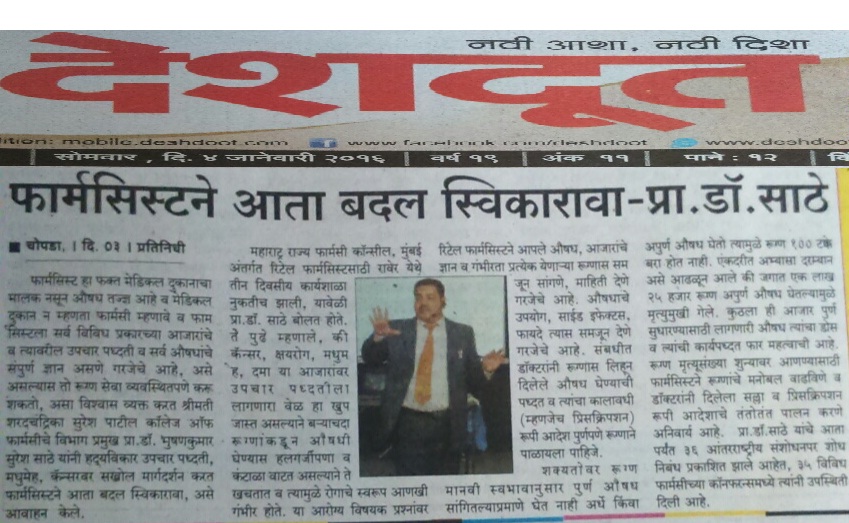 नवी आशा, नवी दिशा
देशदूत
dition: mobile.deshdoot.com www.facebook.com/deshdoot www.deshdoo
सोमवार, दि. ४ जानेवारी २०१६ वर्ष १९ अंक ११ पाने : १२
फार्मसिस्टने आता बदल स्विकारावा-प्रा.डॉ.साठे
■ चोपडा, । दि. ०३ । प्रतिनिधी
फार्मसिस्ट हा फक्त मेडिकल दुकानाचा
मालक नसून औषध तज्ञ आहे व मेडिकल
दुकान न म्हणता फार्मसी म्हणावे व फाम
सिस्टला सर्व विविध प्रकारच्या आजारांचे
व त्यावरील उपचार पध्दती व सर्व औषधांचे
संपुर्ण ज्ञान असणे गरजेचे आहे, असे
असल्यास तो रूग्ण सेवा व्यवस्थितपणे करू
शकतो, असा विश्वास व्यक्त करत श्रीमती
शरदचद्रिका सुरेश पाटील कॉलेज ऑफ
फार्मसीचे विभाग प्रमुख प्रा.डॉ. भुषणकुमार
सुरेश साठे यांनी हृदयविकार उपचार पध्दती,
मधुमेह, कॅन्सरवर सखोल मार्गदर्शन करत
फार्मसिस्टने आता बदल स्विकारावा, असे
आवाहन केले.
महाराष्ट्र राज्य फार्मसी कॉन्सील, मुंबई
अंतर्गत रिटेल फार्मसिस्टसाठी रावेर येथे
तीन दिवसीय कार्यशाळा
नुकतीच झाली, यावेळी
प्रा.डॉ. साठे बोलत होते.
ते पुढे म्हणाले, की
कॅन्सर, क्षयरोग, मधुम
ह, दमा या आजारांवर
उपचार पध्दतीला
लागणारा वेळ हा खुप
जास्त असल्याने बऱ्याचदा
रूग्णांकडून औषधी
घेण्यास हलगर्जीपणा व
कंटाळा वाटत असल्याने ते
खचतात व त्यामुळे रोगाचे स्वरूप आणखी
गंभीर होते. या आरोग्य विषयक प्रश्नांवर
रिटेल फार्मसिस्टने आपले औषध, आजारांचे
ज्ञान व गंभीरता प्रत्येक येणाऱ्या रूग्णास सम
जून सांगणे, माहिती देणे
गरजेचे आहे. औषधाचे
उपयोग, साईड इफेक्टस,
फायदे त्यास समजून देणे
गरजेचे आहे. संबंधीत
डॉक्टरांनी रूग्णास लिहून
दिलेले औषध घेण्याची
पध्दत व त्यांचा कालावधी
(म्हणजेच प्रिसक्रिपशन)
रूपी आदेश पुर्णपणे रूग्णाने
पाळायला पाहिजे.
शक्यतोवर रूग्ण
मानवी स्वभावानुसार पुर्ण औषध
सांगितल्याप्रमाणे घेत नाही अर्धे किंवा
अपुर्ण औषध घेतो त्यामुळे रूग्ण १०० टक्के
बरा होत नाही. एकंदरीत अभ्यासा दरम्यान
असे आढळून आले की जगात एक लाख
२५ हजार रूग्ण अपुर्ण औषध घेतल्यामुळे
मृत्युमुखी गेले. कुठला ही आजार पुर्ण
सुधारण्यासाठी लागणारी औषध त्यांचा डोस
व त्यांची कार्यपध्दत फार महत्वाची आहे.
रूग्ण मृत्यूसंख्या शुन्यावर आणण्यासाठी
फार्मसिस्टने रूग्णांचे मनोबल वाढविणे व
डॉक्टरांनी दिलेला सल्ला व प्रिसक्रिपशन
रूपी आदेशाचे तंतोतंत पालन करणे
अनिवार्य आहे. प्रा.डॉ.साठे यांचे आता
पर्यंत ३६ आंतरराष्ट्रीय संशोधनपर शोध
निबंध प्रकाशित झाले आहेत, ३५ विविध
फार्मसीच्या कॉनफरन्समध्ये त्यांनी उपस्थिती
दिली आहे.